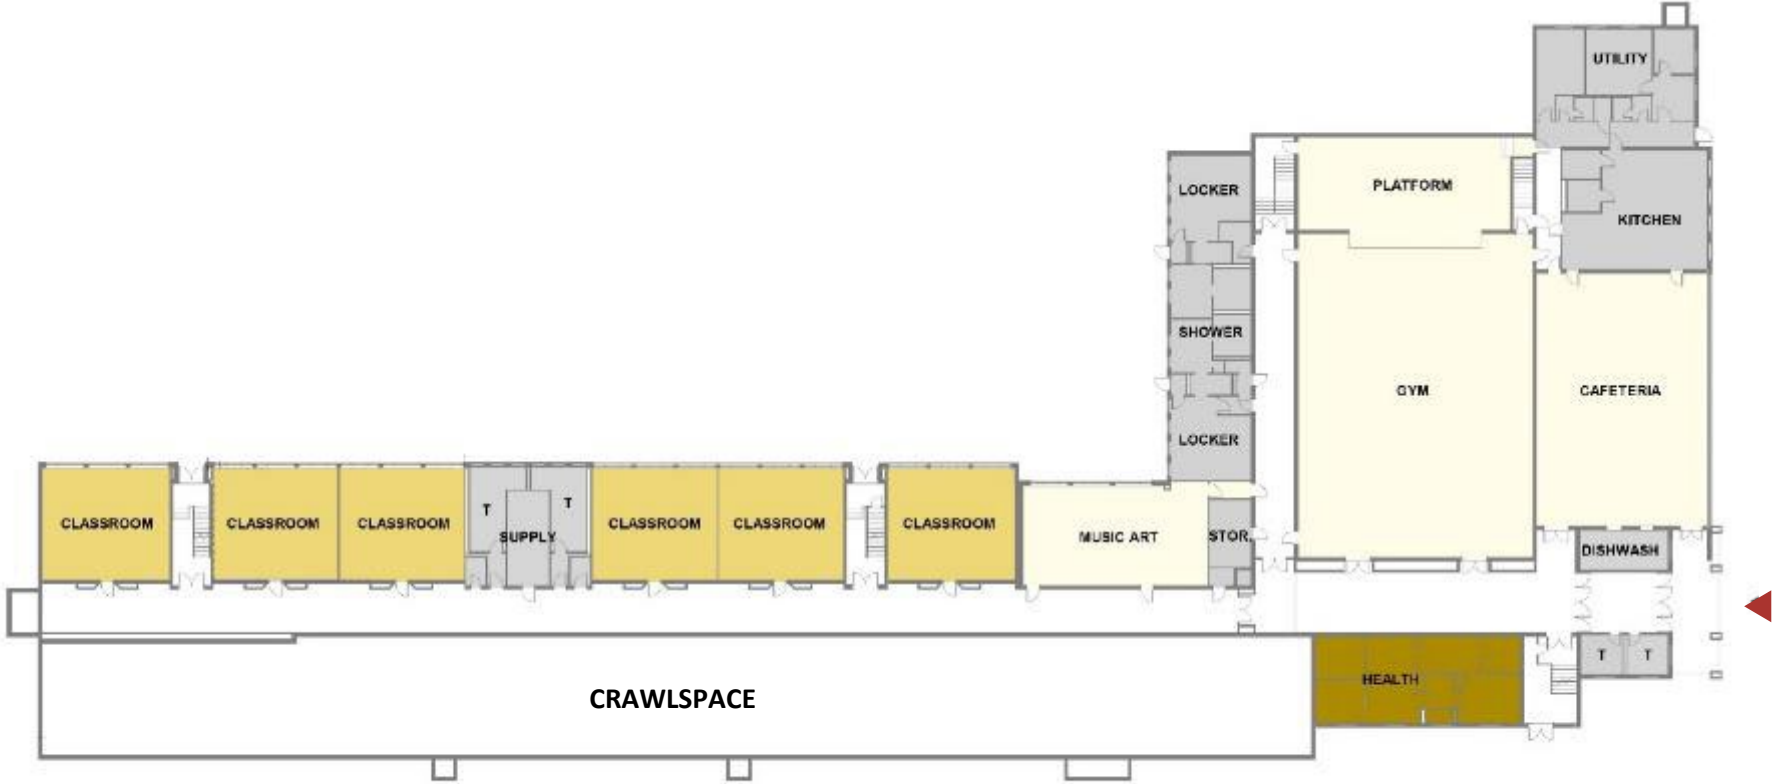 UTILITY
PLATFORM
LOCKER
KITCHEN
SHOWER
GYM
CAFETERIA
LOCKER
CLASSROOM
CLASSROOM
CLASSROOM
T
T
SUPPLY
CLASSROOM
CLASSROOM
CLASSROOM
MUSIC ART
STOR.
DISHWASH
T
T
HEALTH
CRAWLSPACE